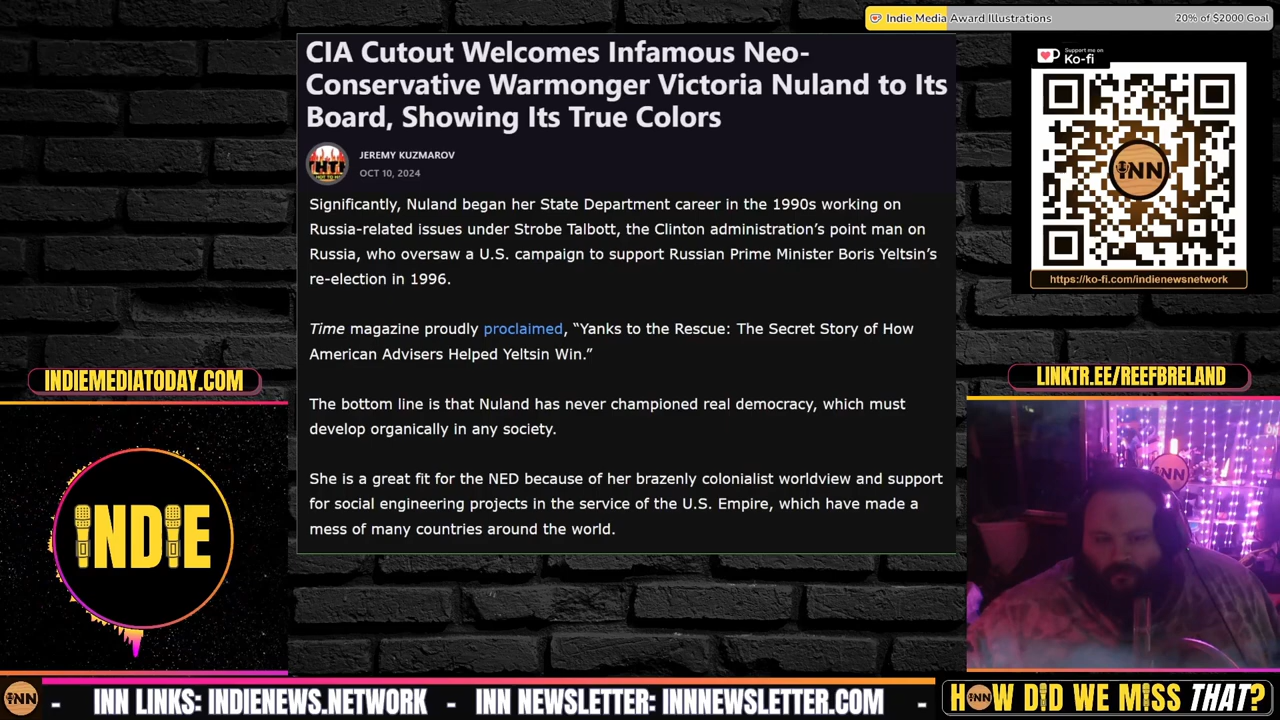 Indie Media Award Illustrations
20% of $2000 Goal
CIA Cutout Welcomes Infamous Neo-
Conservative Warmonger Victoria Nuland to Its
Board, Showing Its True Colors
JEREMY KUZMAROV
OCT 10, 2024
Significantly, Nuland began her State Department career in the 1990s working on
Russia-related issues under Strobe Talbott, the Clinton administration’s point man on
Russia, who oversaw a U.S. campaign to support Russian Prime Minister Boris Yeltsin’s
re-election in 1996.
Time magazine proudly proclaimed, “Yanks to the Rescue: The Secret Story of How
American Advisers Helped Yeltsin Win.”
The bottom line is that Nuland has never championed real democracy, which must
develop organically in any society.
She is a great fit for the NED because of her brazenly colonialist worldview and support
for social engineering projects in the service of the U.S. Empire, which have made a
mess of many countries around the world.
Support me on
Ko-fi
INN
https://ko-fi.com/indienewsnetwork
INDIEMEDIATODAY.COM
LINKTR.EE/REEFBRELAND
INDIE
INN
INN
- INN LINKS: INDIENEWS.NETWORK - INN NEWSLETTER: INNNEWSLETTER.COM -
HOW DID WE MISS THAT?